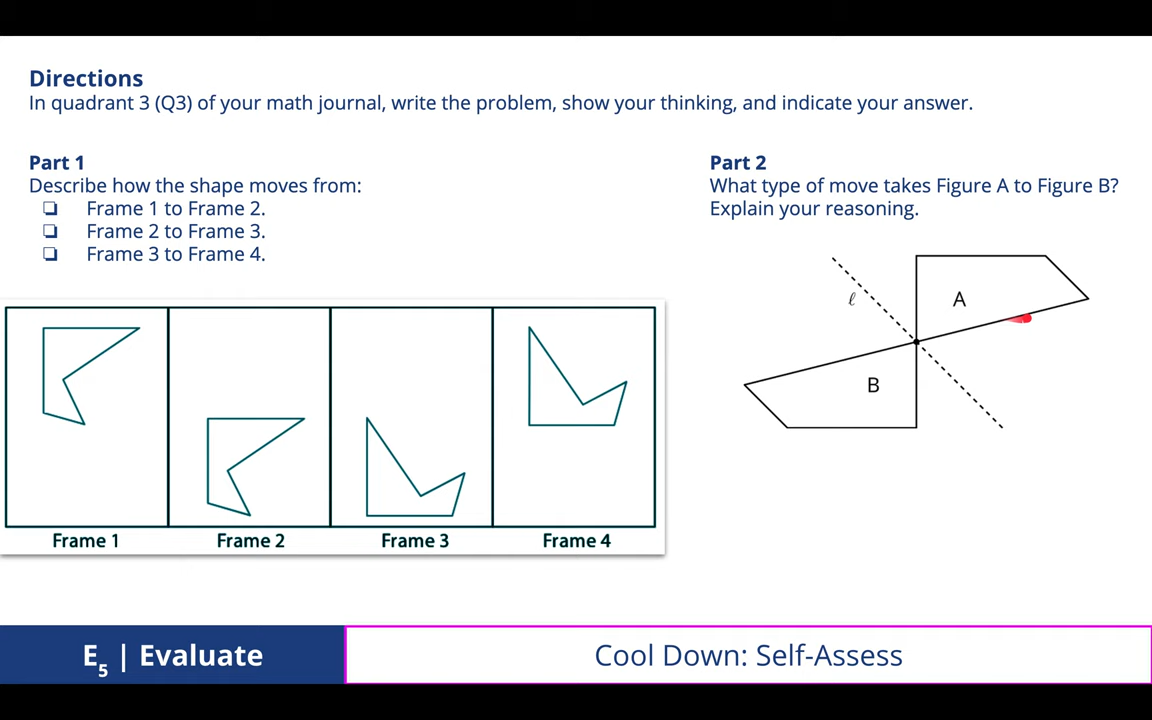 Directions
In quadrant 3 (Q3) of your math journal, write the problem, show your thinking, and indicate your answer.
Part 1
Describe how the shape moves from:
❏ Frame 1 to Frame 2.
❏ Frame 2 to Frame 3.
❏ Frame 3 to Frame 4.
Frame 1
Frame 2
Frame 3
Frame 4
Part 2
What type of move takes Figure A to Figure B?
Explain your reasoning.
ℓ
A
B
E5 | Evaluate
Cool Down: Self-Assess